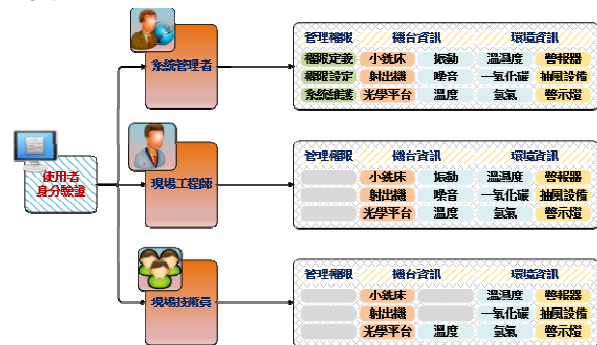 管理權限 機台資訊 環境資訊
權限定義 小銑床 振動 溫濕度 警報器
權限設定 射出機 噪音 一氧化碳 抽風設備
系統維護 光學平台 溫度 氫氣 警示燈
系統管理者
使用者
身分驗證
管理權限 機台資訊 環境資訊
小銑床 振動 溫濕度 警報器
射出機 噪音 一氧化碳 抽風設備
光學平台 溫度 氫氣 警示燈
現場工程師
管理權限 機台資訊 環境資訊
小銑床 溫濕度 警報器
射出機 一氧化碳 抽風設備
光學平台 溫度 氫氣 警示燈
現場技術員